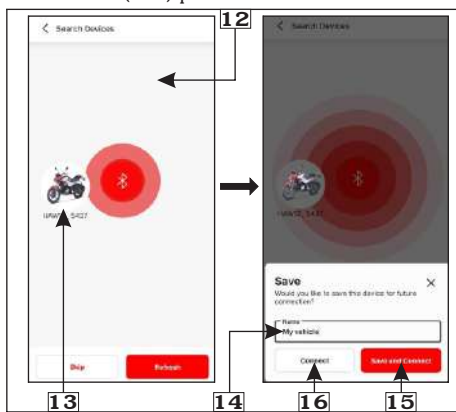 12
Search Devices
Search Devices
Save
Would you like to save this device for future
connection?
Name
My vehicle
Skip
Refresh
Connect
Save and Connect
13
14
16
15